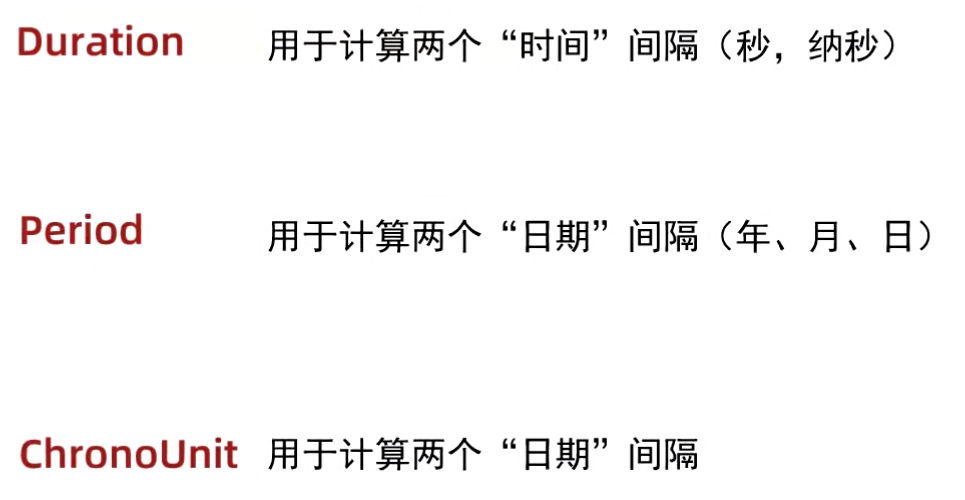 Duration 用于计算两个“时间”间隔（秒，纳秒）
Period 用于计算两个“日期”间隔（年、月、日）
ChronoUnit 用于计算两个“日期”间隔